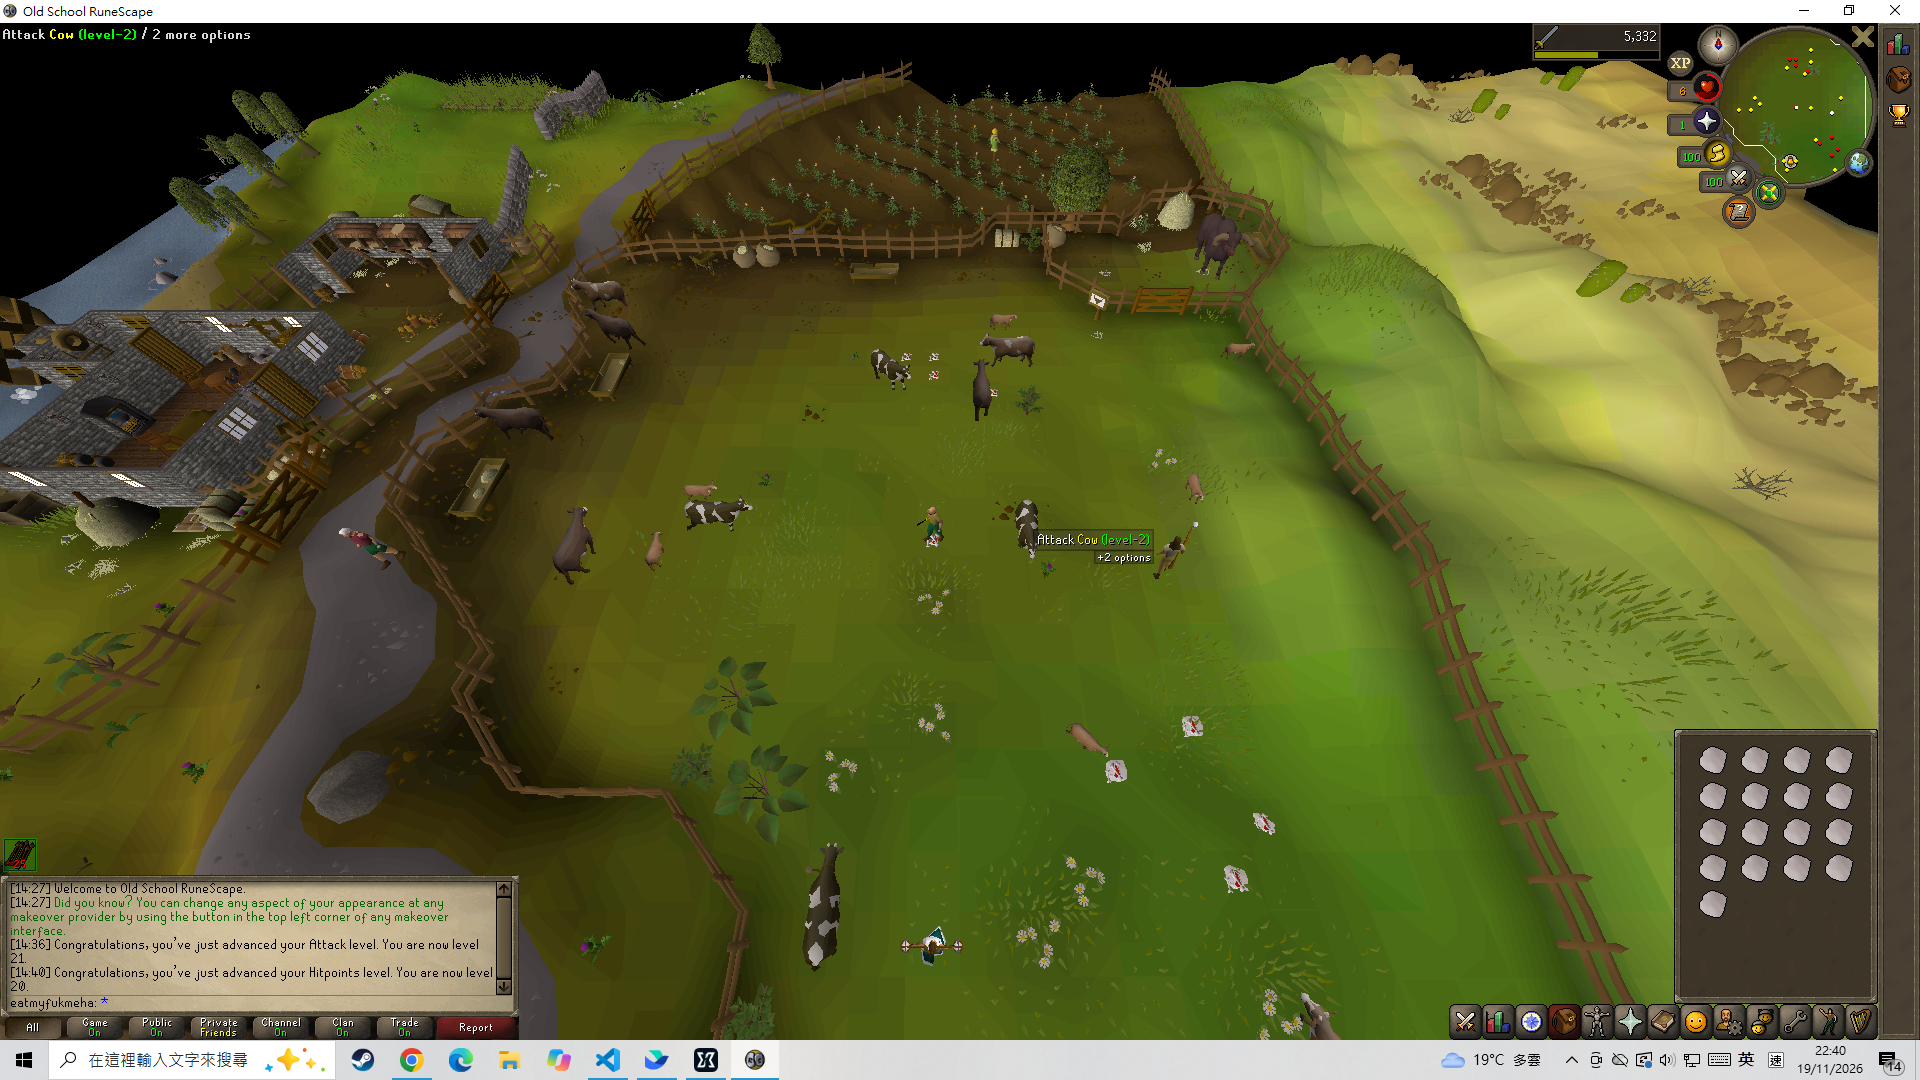 Old School RuneScape
Attack Cow (level-2) / 2 more options
5,332
N
XP
6
1
100
100
Attack Cow (level-2)
+2 options
25
[14:27] Welcome to Old School RuneScape.
[14:27] Did you know? You can change any aspect of your appearance at any
makeover provider by using the button in the top left corner of any makeover
interface.
[14:36] Congratulations, you've just advanced your Attack level. You are now level
21.
[14:40] Congratulations, you've just advanced your Hitpoints level. You are now level
20.
eatmyfukmeha: *
All
Game
On
Public
On
Private
Friends
Channel
On
Clan
On
Trade
On
Report
在這裡輸入文字來搜尋
19°C 多雲
英
速
22:40
19/11/2026
14